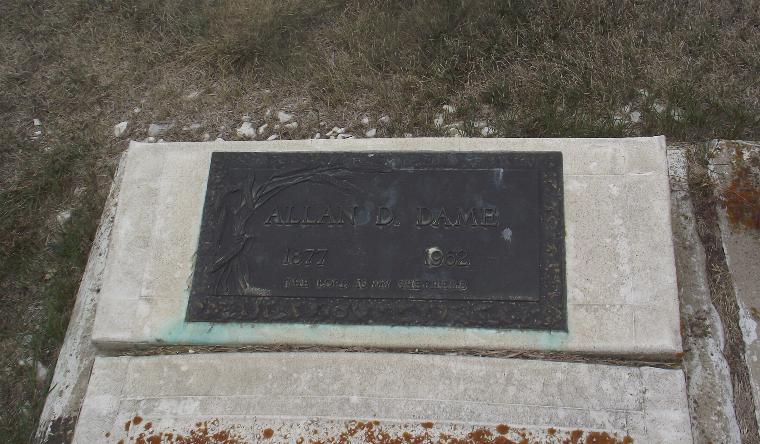 ALLAN D. DAME
1877 1962
THE LORD IS MY SHEPHERD